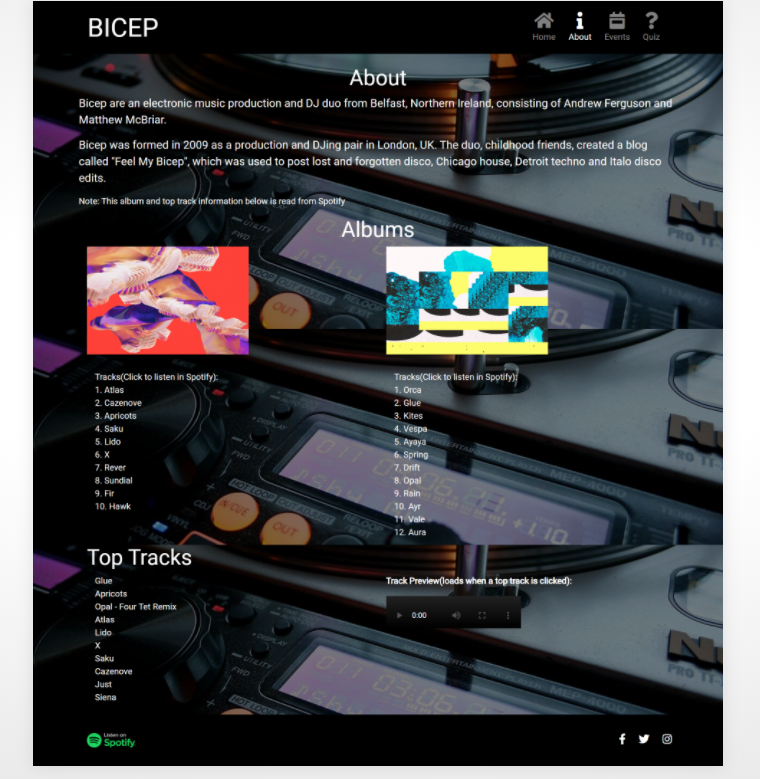 BICEP
Home
About
Events
Quiz
About
Bicep are an electronic music production and DJ duo from Belfast, Northern Ireland, consisting of Andrew Ferguson and
Matthew McBriar.
Bicep was formed in 2009 as a production and DJing pair in London, UK. The duo, childhood friends, created a blog
called "Feel My Bicep", which was used to post lost and forgotten disco, Chicago house, Detroit techno and Italo disco
edits.
Note: This album and top track information below is read from Spotify
Albums
Tracks(Click to listen in Spotify):
1. Atlas
2. Cazenove
3. Apricots
4. Saku
5. Lido
6. X
7. Rever
8. Sundial
9. Fir
10. Hawk
Tracks(Click to listen in Spotify):
1. Orca
2. Glue
3. Kites
4. Vespa
5. Ayaya
6. Spring
7. Drift
8. Opal
9. Rain
10. Ayr
11. Vale
12. Aura
Top Tracks
Glue
Apricots
Opal - Four Tet Remix
Atlas
Lido
X
Saku
Cazenove
Just
Siena
Track Preview(loads when a top track is clicked):
0:00
Listen on
Spotify